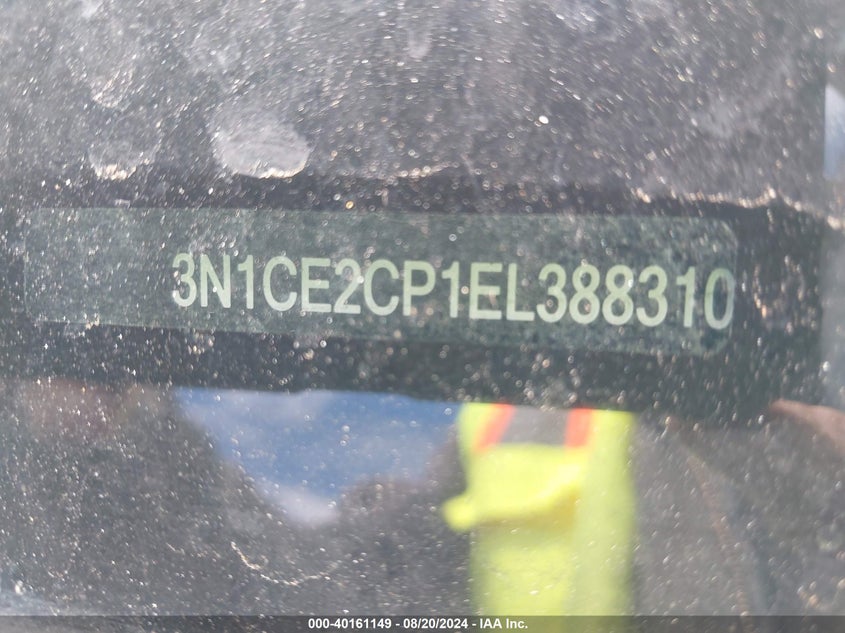 3N1CE2CP1EL388310
000-40161149 - 08/20/2024 - IAA Inc.